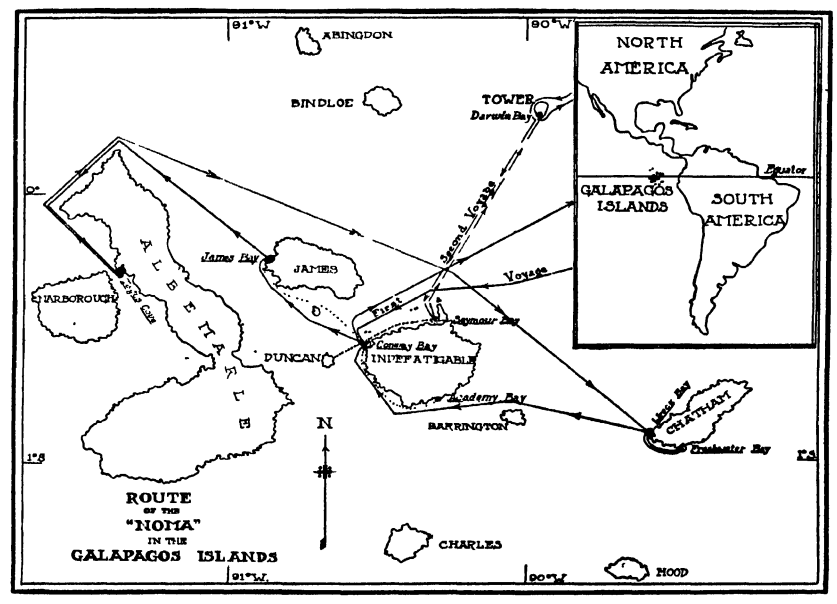 91°W
90°W
ABINGDON
BINDLOE
TOWER
Darwin Bay
NORTH
AMERICA
Equator
GALAPAGOS
ISLANDS
SOUTH
AMERICA
0°
Second Voyage
James Bay
JAMES
ALBEMARLE
NARBOROUGH
First
Voyage
Seymour Bay
Conway Bay
DUNCAN
INDEFATIGABLE
Academy Bay
BARRINGTON
CHATHAM
Freshwater Bay
N
1°S
1°S
ROUTE
OF THE
"NOMA"
IN THE
GALAPAGOS ISLANDS
CHARLES
HOOD
91°W.
90°W.